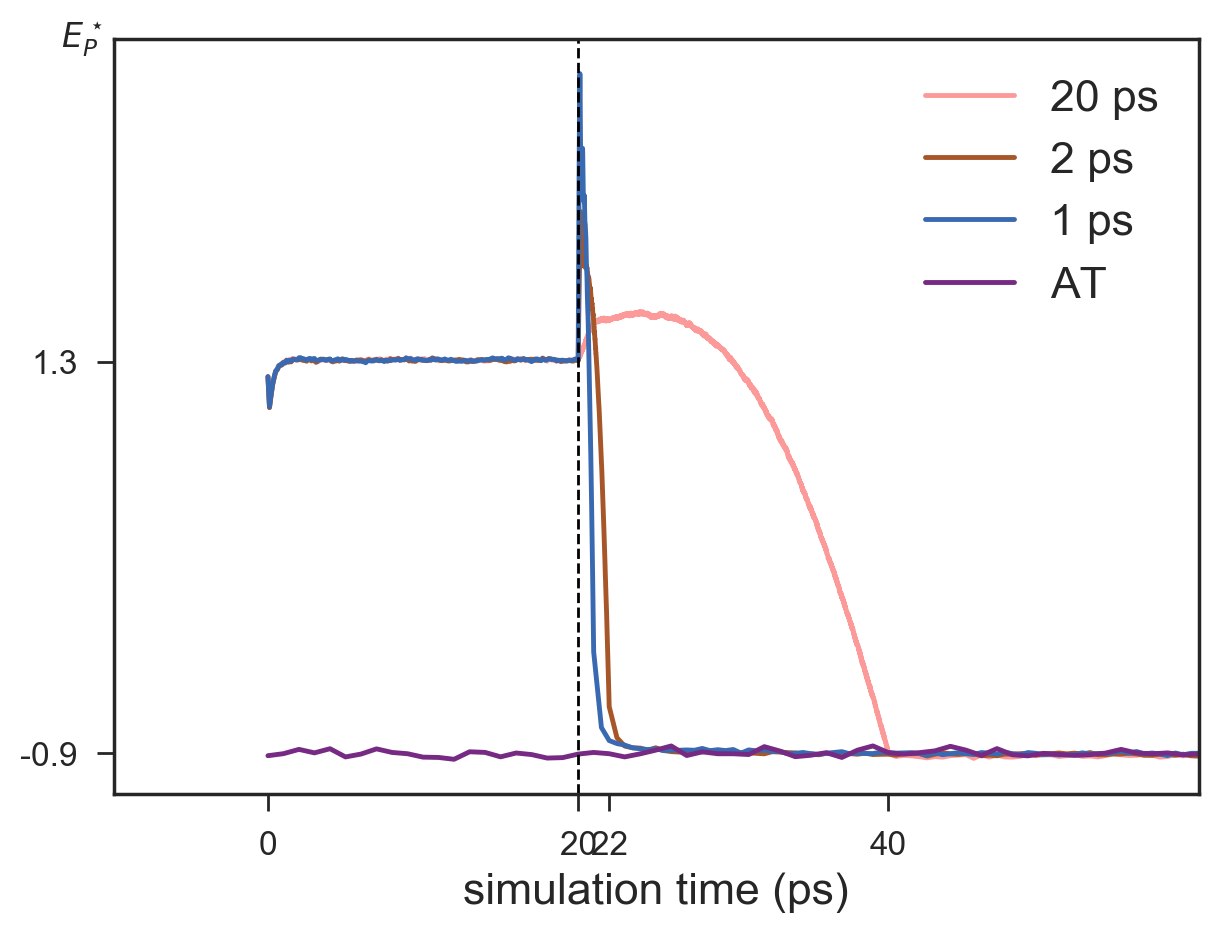 E_P^⋆
20 ps
2 ps
1 ps
AT
1.3
-0.9
0 20 22 40
simulation time (ps)